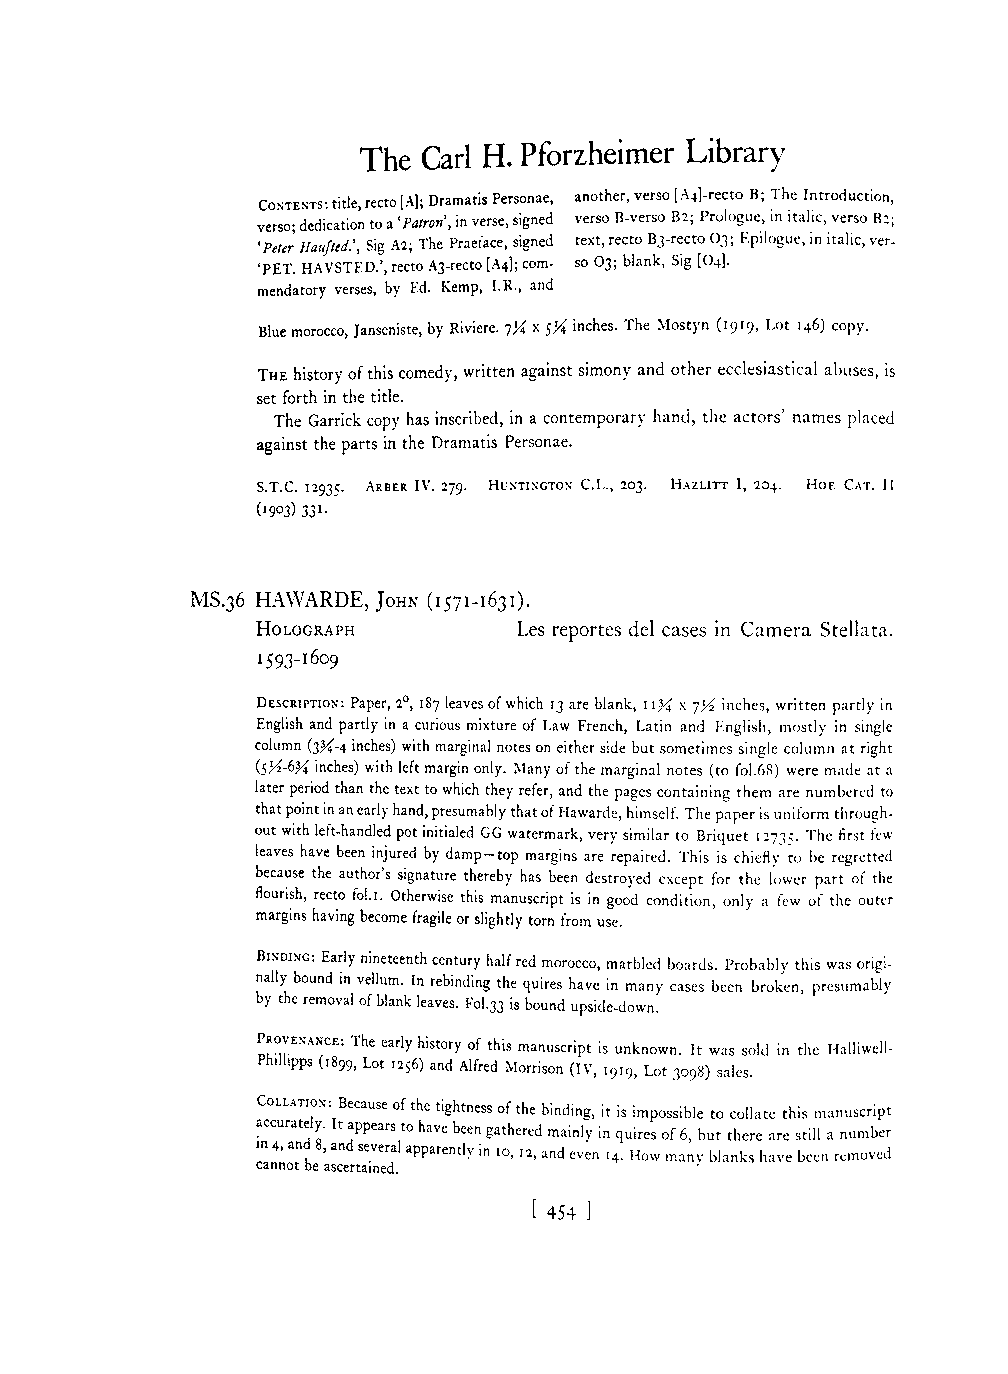 The Carl H. Pforzheimer Library
CONTENTS: title, recto [A]; Dramatis Personae,
verso; dedication to a 'Patron', in verse, signed
'Peter Hauſted.', Sig A2; The Praeface, signed
'PET. HAVSTED.', recto A3-recto [A4]; com-
mendatory verses, by Ed. Kemp, I.R., and
another, verso [A4]-recto B; The Introduction,
verso B-verso B2; Prologue, in italic, verso B2;
text, recto B3-recto O3; Epilogue, in italic, ver-
so O3; blank, Sig [O4].
Blue morocco, Janseniste, by Riviere. 7¼ x 5¼ inches. The Mostyn (1919, Lot 146) copy.
THE history of this comedy, written against simony and other ecclesiastical abuses, is
set forth in the title.
The Garrick copy has inscribed, in a contemporary hand, the actors' names placed
against the parts in the Dramatis Personae.
S.T.C. 12935. ARBER IV. 279. HUNTINGTON C.L., 203. HAZLITT I, 204. HOE CAT. II
(1903) 331.
MS.36 HAWARDE, JOHN (1571-1631).
HOLOGRAPH Les reportes del cases in Camera Stellata.
1593-1609
DESCRIPTION: Paper, 2⁰, 187 leaves of which 13 are blank, 11¾ x 7½ inches, written partly in
English and partly in a curious mixture of Law French, Latin and English, mostly in single
column (3¾-4 inches) with marginal notes on either side but sometimes single column at right
(5½-6¾ inches) with left margin only. Many of the marginal notes (to fol.68) were made at a
later period than the text to which they refer, and the pages containing them are numbered to
that point in an early hand, presumably that of Hawarde, himself. The paper is uniform through-
out with left-handled pot initialed GG watermark, very similar to Briquet 12735. The first few
leaves have been injured by damp—top margins are repaired. This is chiefly to be regretted
because the author's signature thereby has been destroyed except for the lower part of the
flourish, recto fol.1. Otherwise this manuscript is in good condition, only a few of the outer
margins having become fragile or slightly torn from use.
BINDING: Early nineteenth century half red morocco, marbled boards. Probably this was origi-
nally bound in vellum. In rebinding the quires have in many cases been broken, presumably
by the removal of blank leaves. Fol.33 is bound upside-down.
PROVENANCE: The early history of this manuscript is unknown. It was sold in the Halliwell-
Phillipps (1899, Lot 1256) and Alfred Morrison (IV, 1919, Lot 3098) sales.
COLLATION: Because of the tightness of the binding, it is impossible to collate this manuscript
accurately. It appears to have been gathered mainly in quires of 6, but there are still a number
in 4, and 8, and several apparently in 10, 12, and even 14. How many blanks have been removed
cannot be ascertained.
[ 454 ]